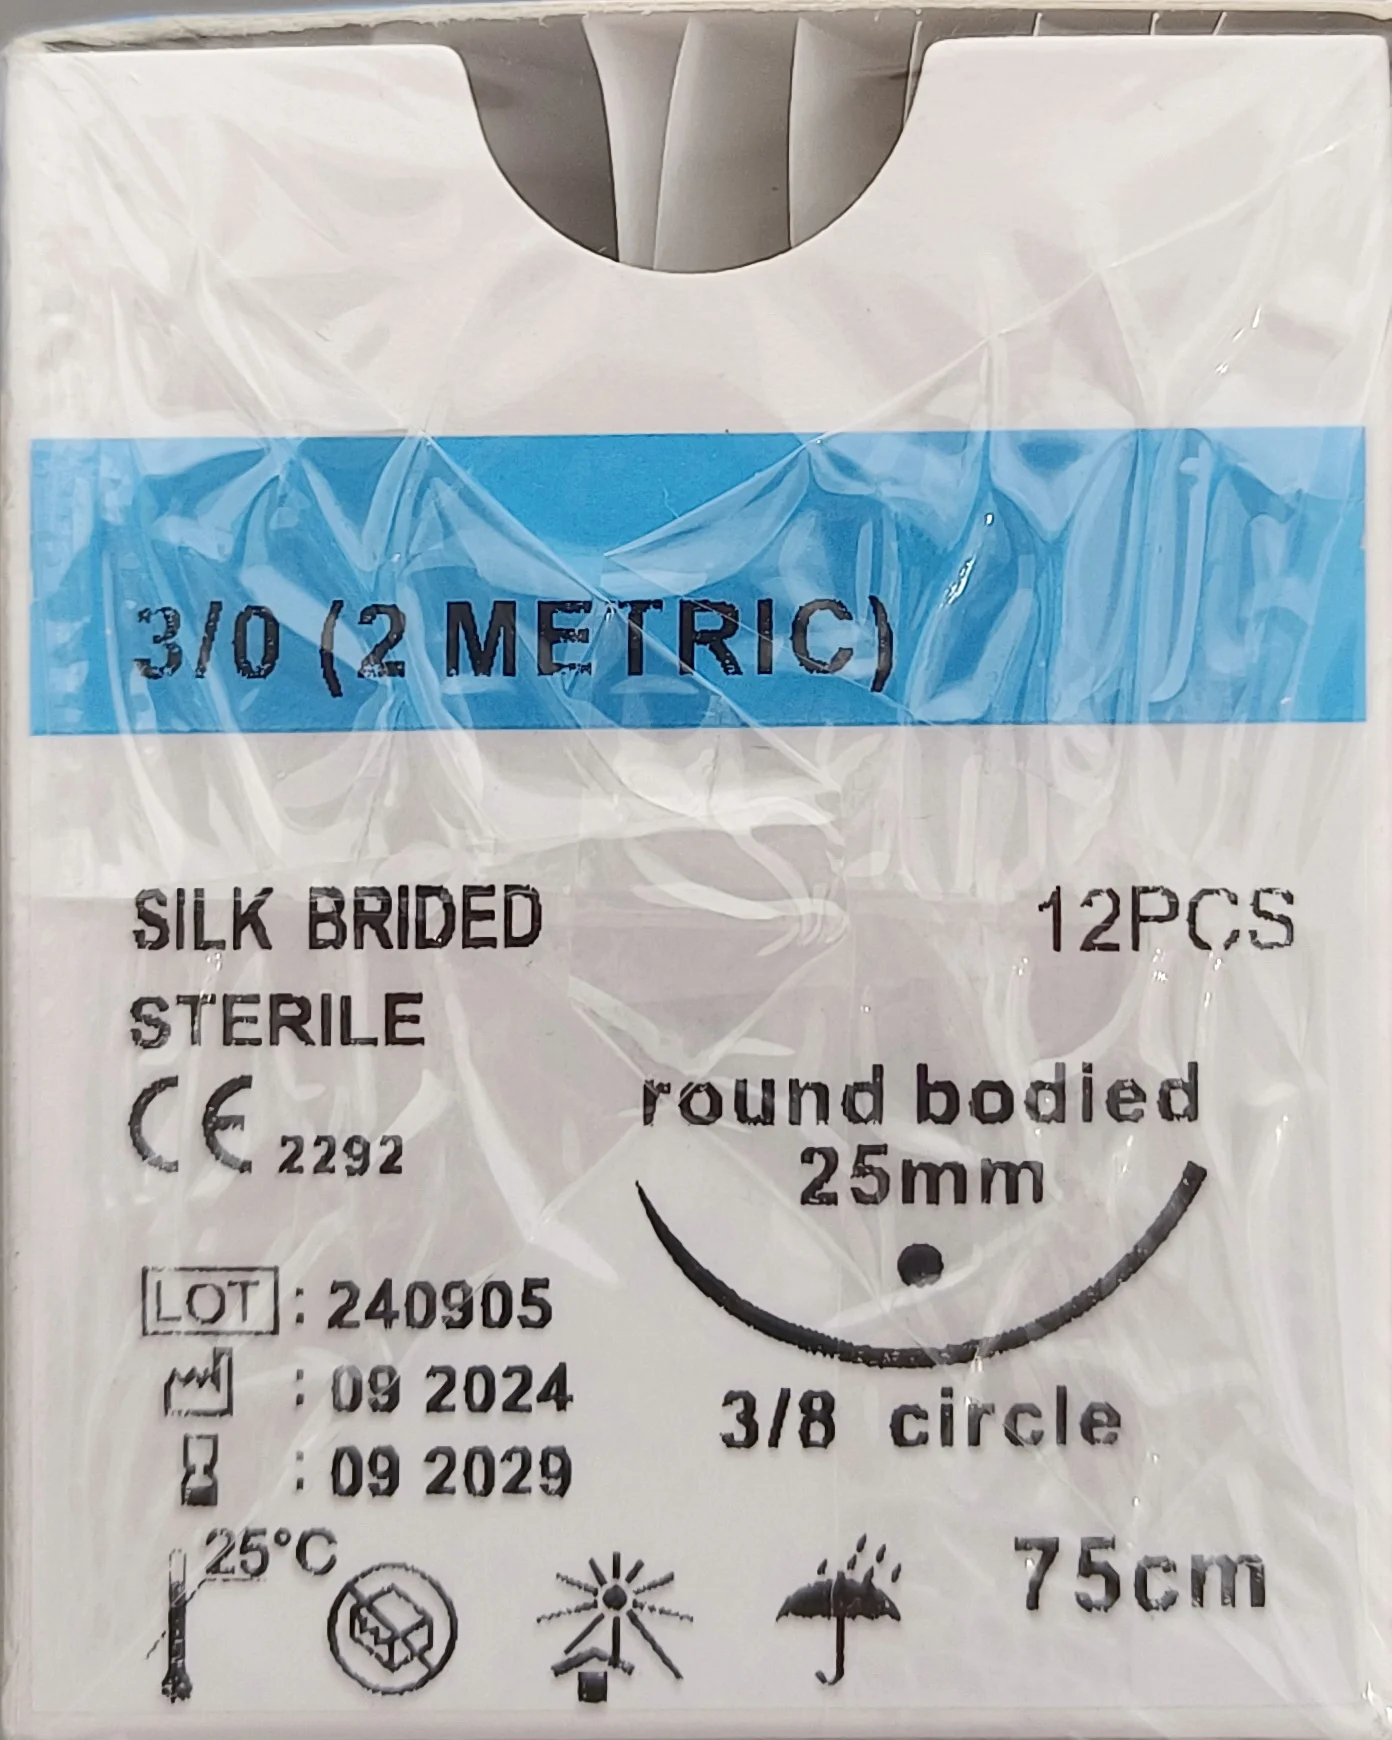 3/0 (2 METRIC)
SILK BRIDED
12PCS
STERILE
CE 2292
round bodied
25mm
LOT : 240905
: 09 2024
3/8 circle
: 09 2029
25°C
75cm